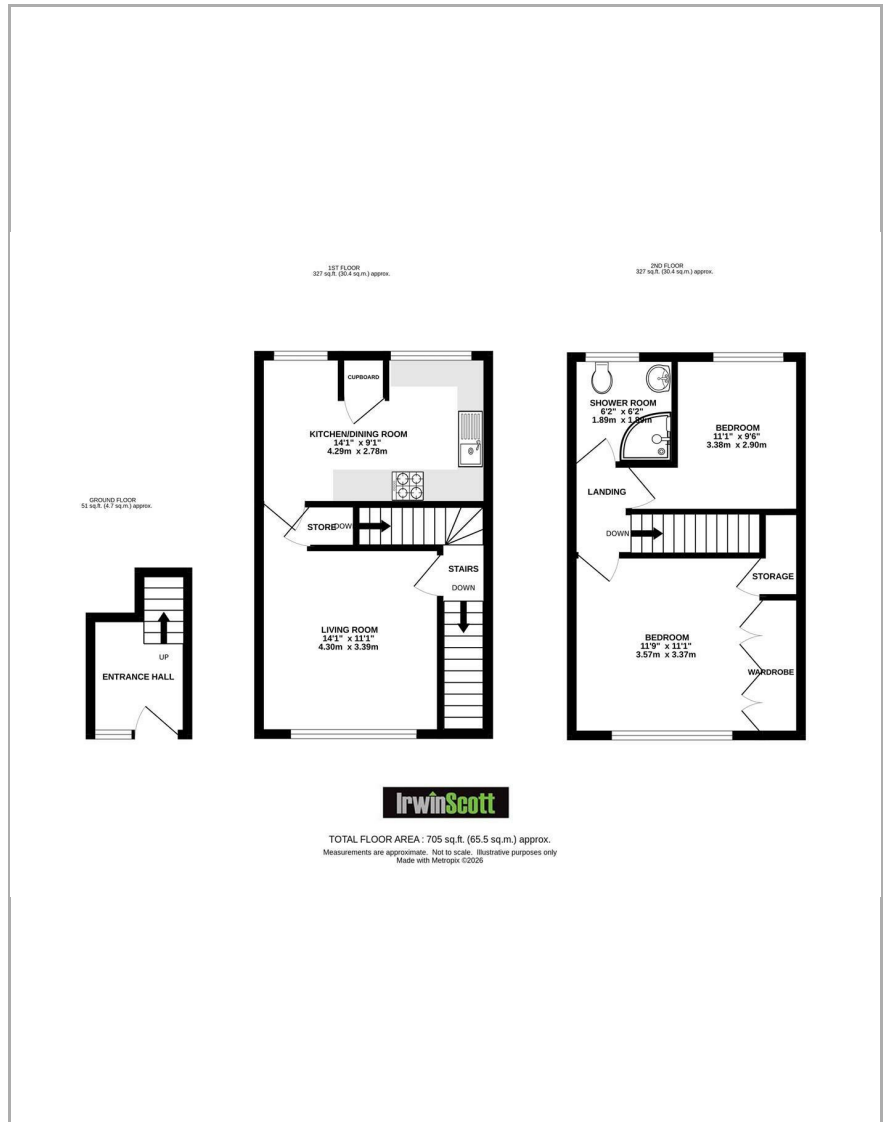 1ST FLOOR
327 sq.ft. (30.4 sq.m.) approx.
2ND FLOOR
327 sq.ft. (30.4 sq.m.) approx.
GROUND FLOOR
51 sq.ft. (4.7 sq.m.) approx.
UP
ENTRANCE HALL
CUPBOARD
KITCHEN/DINING ROOM
14'1" x 9'1"
4.29m x 2.78m
STORE
DOWN
STAIRS
DOWN
LIVING ROOM
14'1" x 11'1"
4.30m x 3.39m
SHOWER ROOM
6'2" x 6'2"
1.89m x 1.89m
BEDROOM
11'1" x 9'6"
3.38m x 2.90m
LANDING
DOWN
STORAGE
BEDROOM
11'9" x 11'1"
3.57m x 3.37m
WARDROBE
IrwinScott
TOTAL FLOOR AREA : 705 sq.ft. (65.5 sq.m.) approx.
Measurements are approximate. Not to scale. Illustrative purposes only
Made with Metropix ©2026